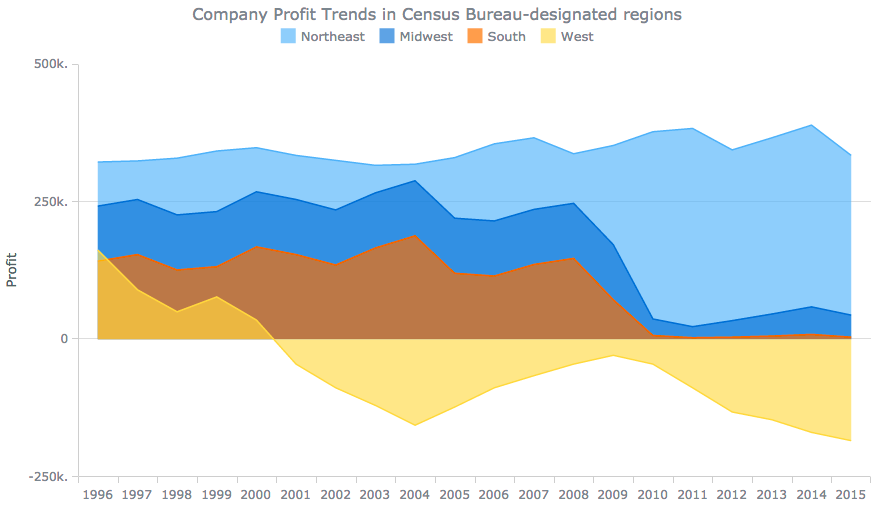 Company Profit Trends in Census Bureau-designated regions
Northeast Midwest South West
500k.
250k.
0
-250k.
Profit
1996 1997 1998 1999 2000 2001 2002 2003 2004 2005 2006 2007 2008 2009 2010 2011 2012 2013 2014 2015